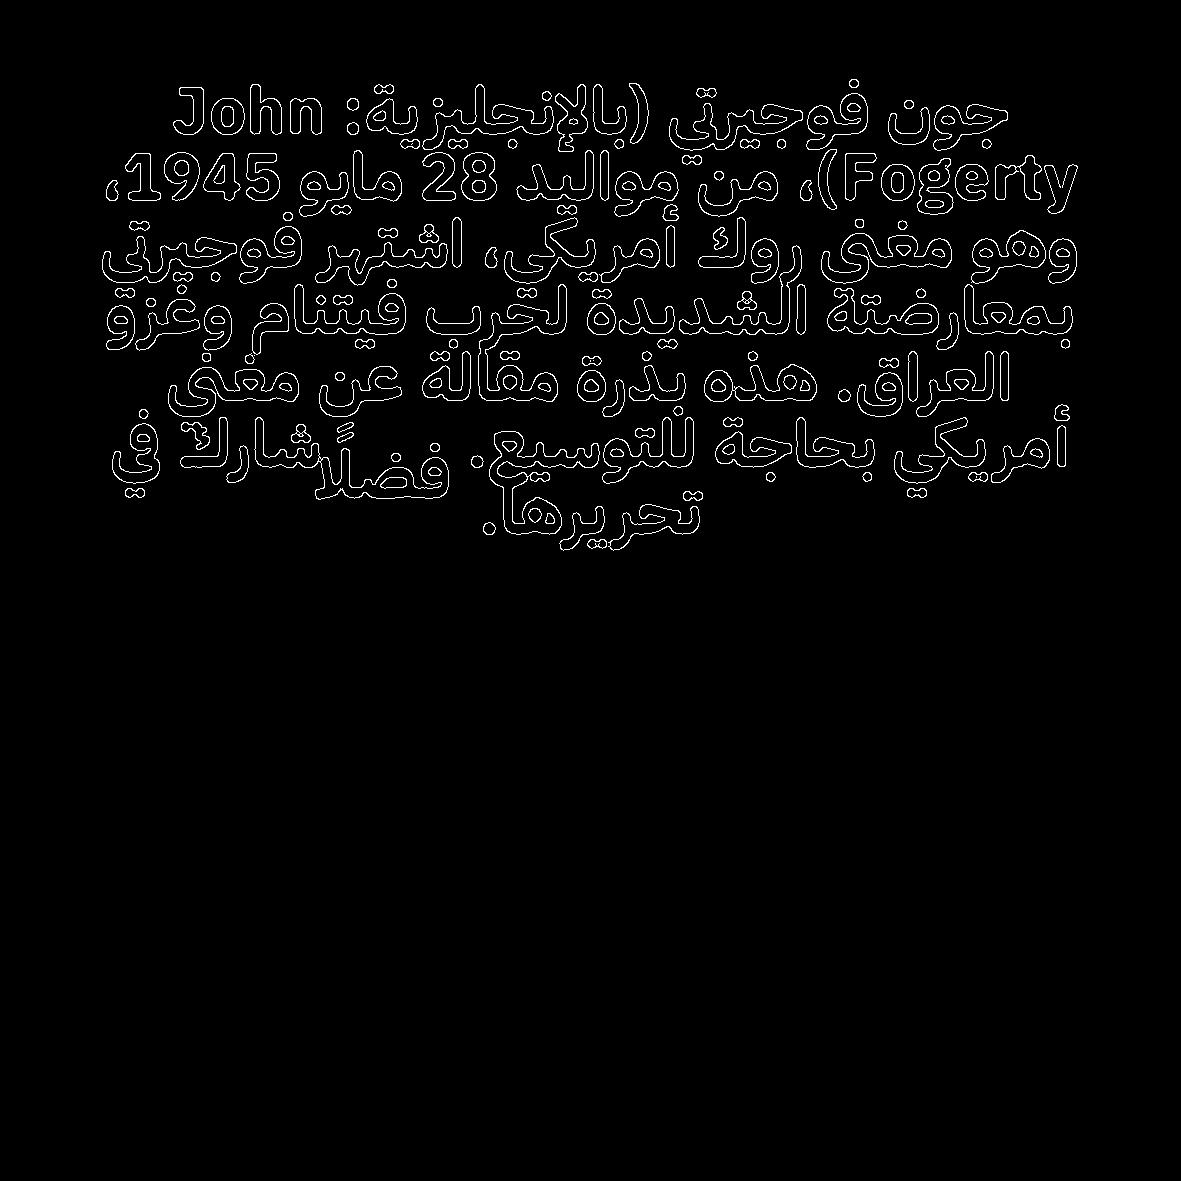 جون فوجيرتي (بالإنجليزية: John
Fogerty)، من مواليد 28 مايو 1945،
وهو مغني روك أمريكي، اشتهر فوجيرتي
بمعارضتة الشديدة لحرب فيتنام وغزو
العراق. هذه بذرة مقالة عن مغني
أمريكي بحاجة للتوسيع. فضلًا شارك في
تحريرها.